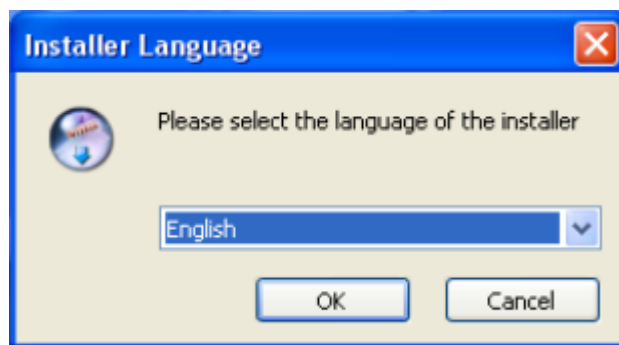 Installer Language
Please select the language of the installer
English
OK
Cancel